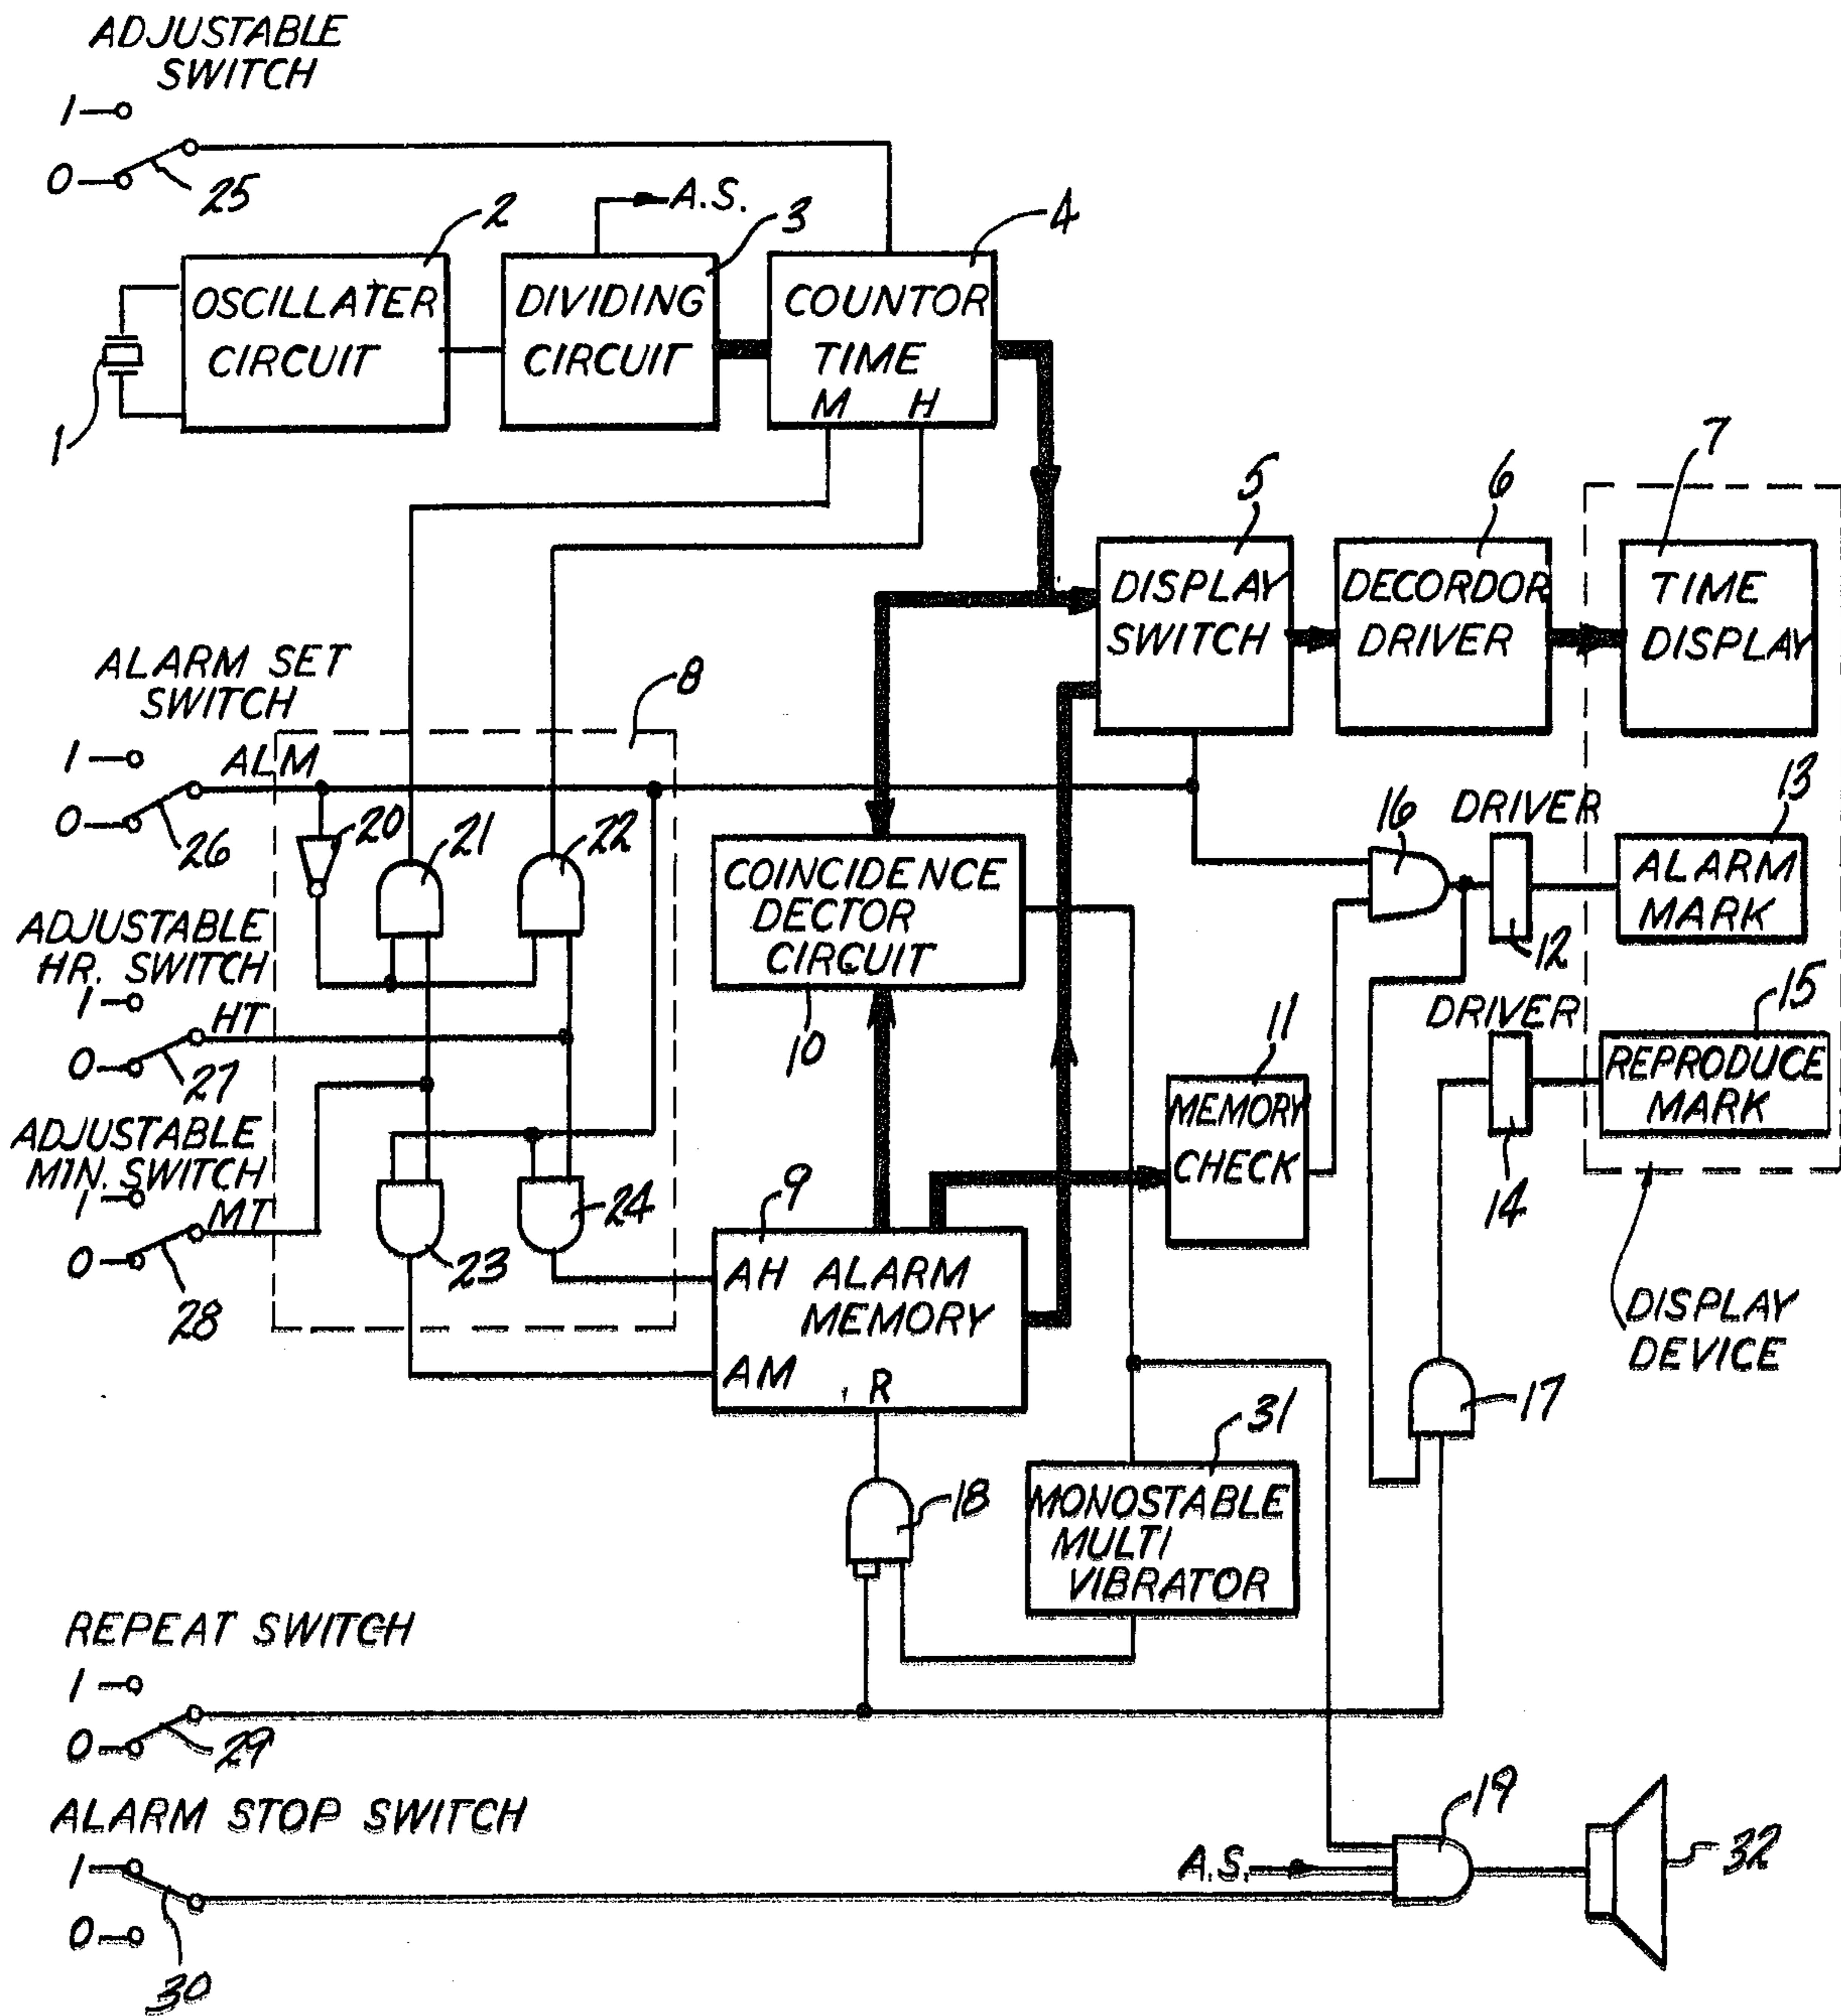 ADJUSTABLE
SWITCH
1
0
25
A.S.
2
3
4
OSCILLATER
CIRCUIT
DIVIDING
CIRCUIT
COUNTOR
TIME
M H
1
5
6
7
DISPLAY
SWITCH
DECORDOR
DRIVER
TIME
DISPLAY
ALARM SET
SWITCH
8
1
ALM
0
26
20
21
22
16
DRIVER
13
ALARM
MARK
12
COINCIDENCE
DECTOR
CIRCUIT
10
ADJUSTABLE
HR. SWITCH
1
HT
0
27
11
DRIVER
15
REPRODUCE
MARK
14
MEMORY
CHECK
ADJUSTABLE
MIN. SWITCH
1
MT
0
28
23
24
9
AH ALARM
MEMORY
AM
R
DISPLAY
DEVICE
17
31
18
MONOSTABLE
MULTI
VIBRATOR
REPEAT SWITCH
1
0
29
ALARM STOP SWITCH
1
0
30
A.S.
19
32